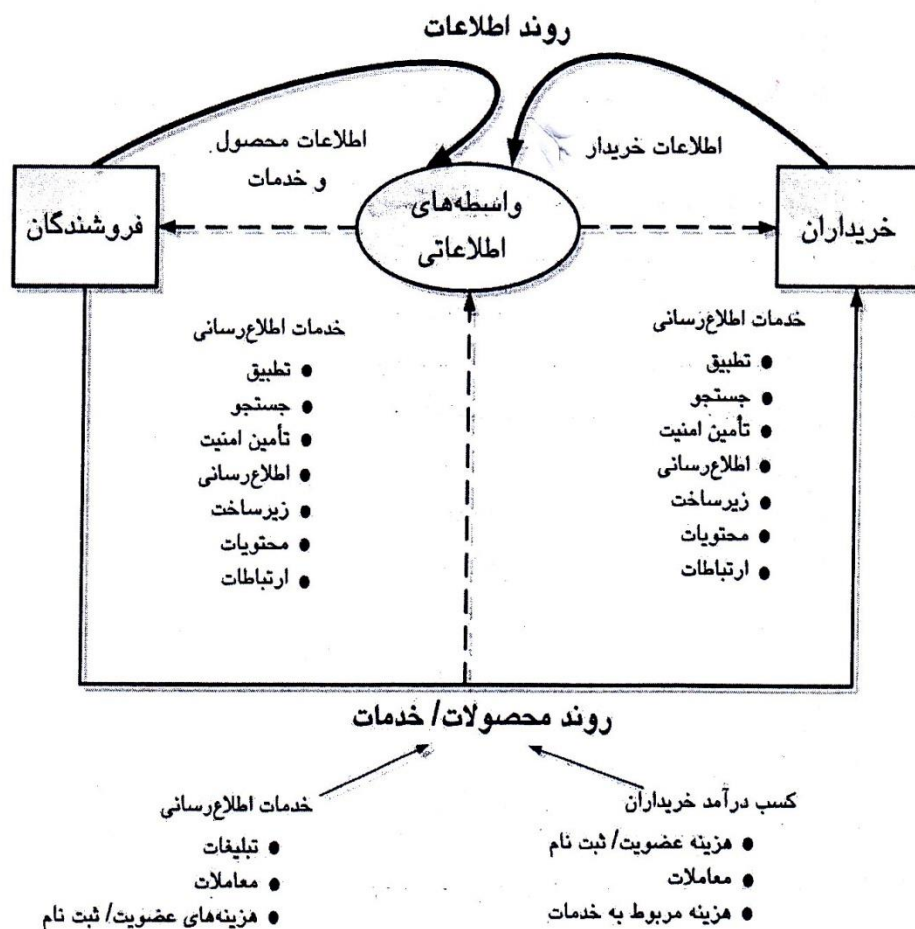 روند اطلاعات
اطلاعات خریدار
اطلاعات محصول
و خدمات
خریداران
واسطه‌های
اطلاعاتی
فروشندگان
خدمات اطلاع‌رسانی
● تطبیق
● جستجو
● تأمین امنیت
● اطلاع‌رسانی
● زیرساخت
● محتویات
● ارتباطات
خدمات اطلاع‌رسانی
● تطبیق
● جستجو
● تأمین امنیت
● اطلاع‌رسانی
● زیرساخت
● محتویات
● ارتباطات
روند محصولات/ خدمات
کسب درآمد خریداران
● هزینه عضویت/ ثبت نام
● معاملات
● هزینه مربوط به خدمات
خدمات اطلاع‌رسانی
● تبلیغات
● معاملات
● هزینه‌های عضویت/ ثبت نام